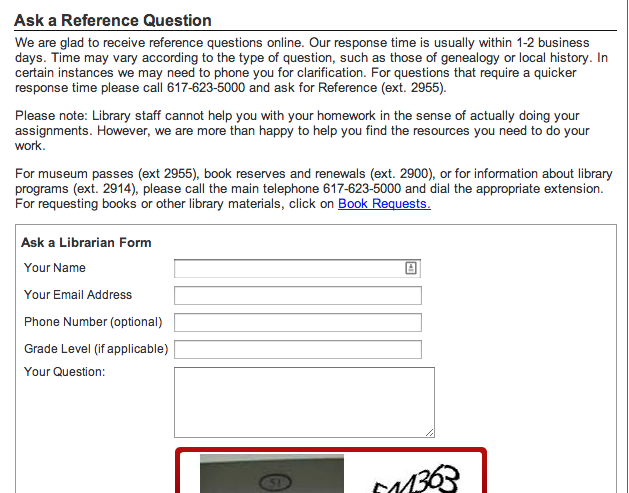 Ask a Reference Question
We are glad to receive reference questions online. Our response time is usually within 1-2 business
days. Time may vary according to the type of question, such as those of genealogy or local history. In
certain instances we may need to phone you for clarification. For questions that require a quicker
response time please call 617-623-5000 and ask for Reference (ext. 2955).
Please note: Library staff cannot help you with your homework in the sense of actually doing your
assignments. However, we are more than happy to help you find the resources you need to do your
work.
For museum passes (ext 2955), book reserves and renewals (ext. 2900), or for information about library
programs (ext. 2914), please call the main telephone 617-623-5000 and dial the appropriate extension.
For requesting books or other library materials, click on Book Requests.
Ask a Librarian Form
Your Name
Your Email Address
Phone Number (optional)
Grade Level (if applicable)
Your Question: